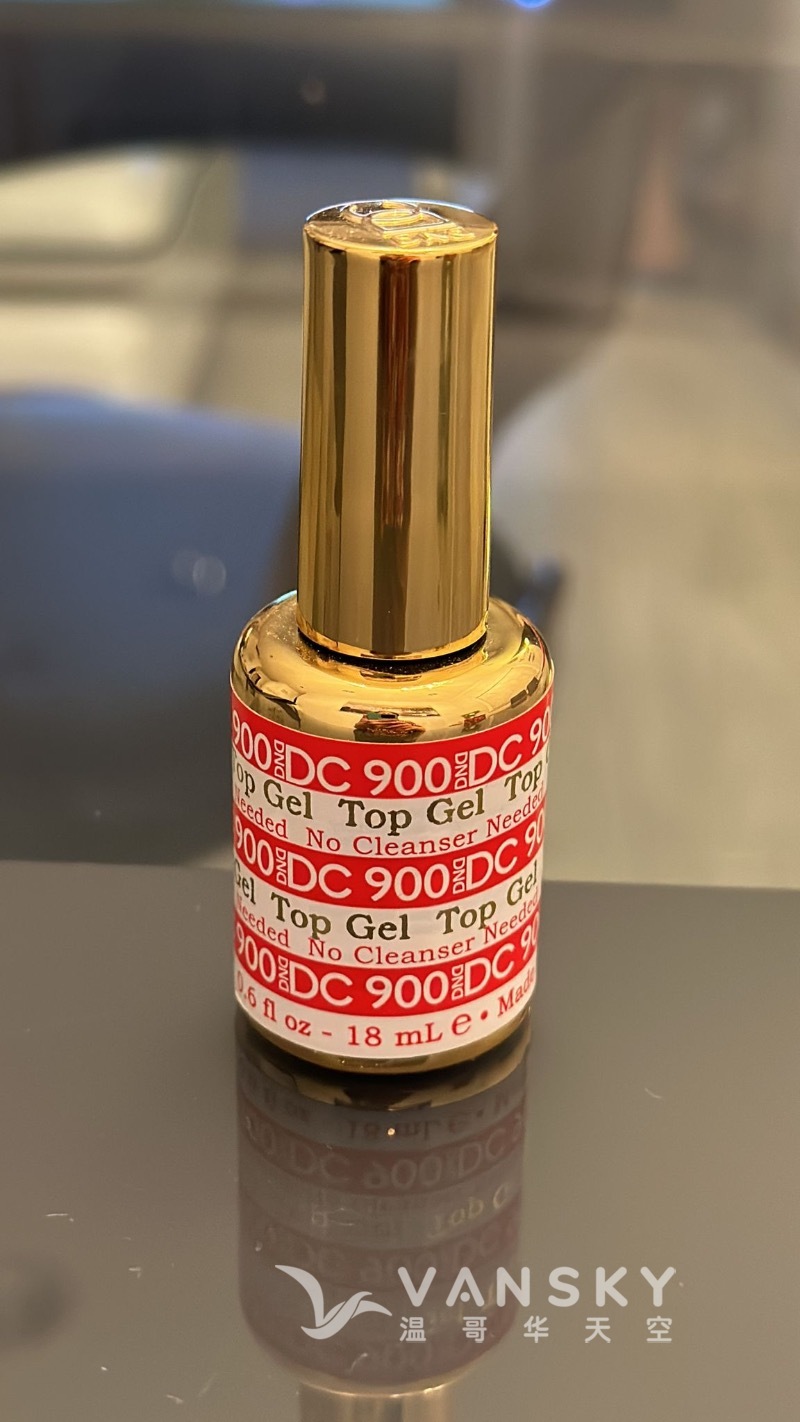 900 DND DC 900 DND DC 90
Top Gel Top Gel Top
Needed No Cleanser Needed
900 DND DC 900 DND DC 90
Gel Top Gel Top Gel
Needed No Cleanser Needed
900 DND DC 900 DND DC 90
0.6 fl oz - 18 mL ℮ • Made
VANSKY
温哥华天空